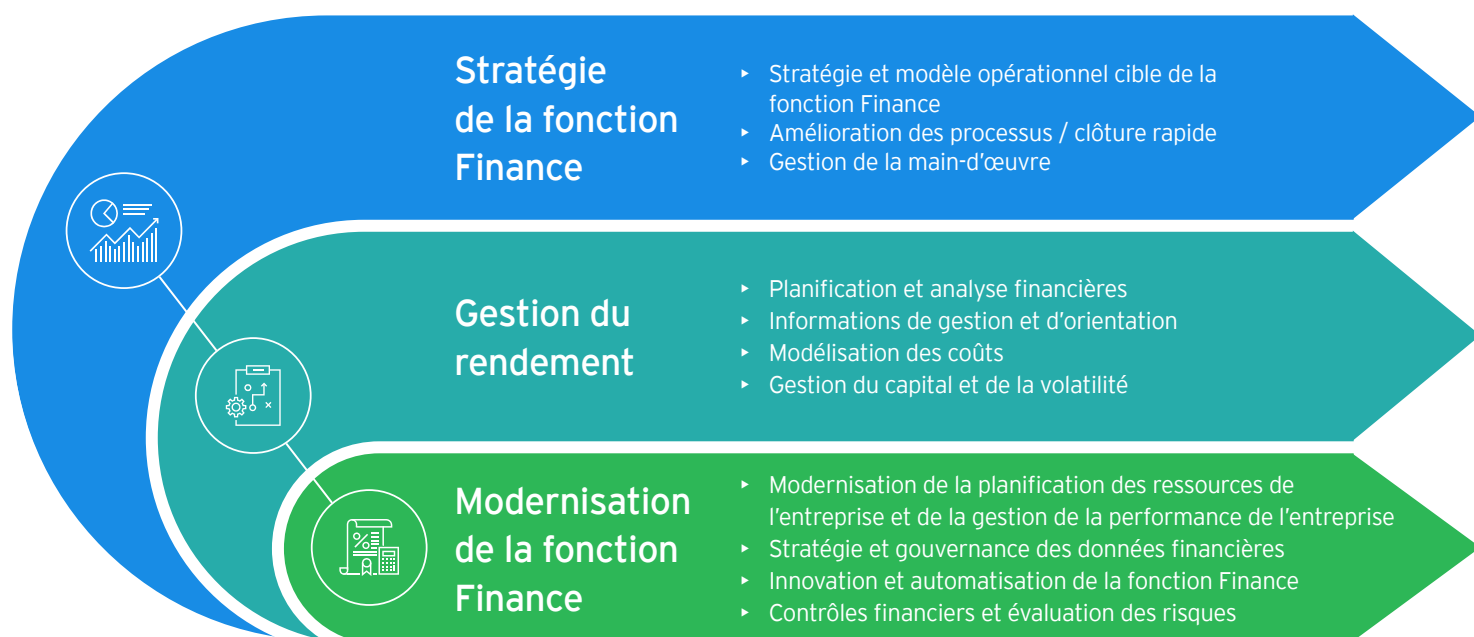 Stratégie
de la fonction
Finance
▸ Stratégie et modèle opérationnel cible de la
fonction Finance
▸ Amélioration des processus / clôture rapide
▸ Gestion de la main-d’œuvre
Gestion du
rendement
▸ Planification et analyse financières
▸ Informations de gestion et d’orientation
▸ Modélisation des coûts
▸ Gestion du capital et de la volatilité
Modernisation
de la fonction
Finance
▸ Modernisation de la planification des ressources de
l’entreprise et de la gestion de la performance de l’entreprise
▸ Stratégie et gouvernance des données financières
▸ Innovation et automatisation de la fonction Finance
▸ Contrôles financiers et évaluation des risques